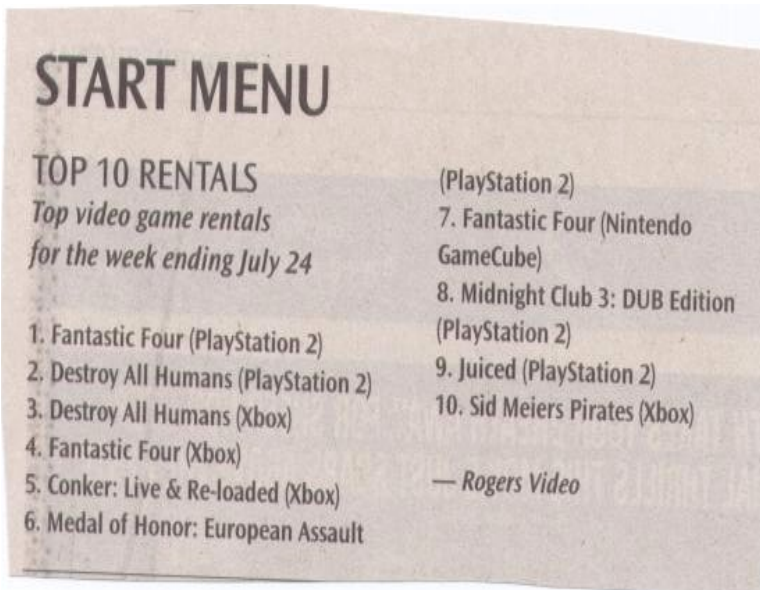 START MENU
TOP 10 RENTALS
Top video game rentals
for the week ending July 24
1. Fantastic Four (PlayStation 2)
2. Destroy All Humans (PlayStation 2)
3. Destroy All Humans (Xbox)
4. Fantastic Four (Xbox)
5. Conker: Live & Re-loaded (Xbox)
6. Medal of Honor: European Assault
(PlayStation 2)
7. Fantastic Four (Nintendo
GameCube)
8. Midnight Club 3: DUB Edition
(PlayStation 2)
9. Juiced (PlayStation 2)
10. Sid Meiers Pirates (Xbox)
— Rogers Video